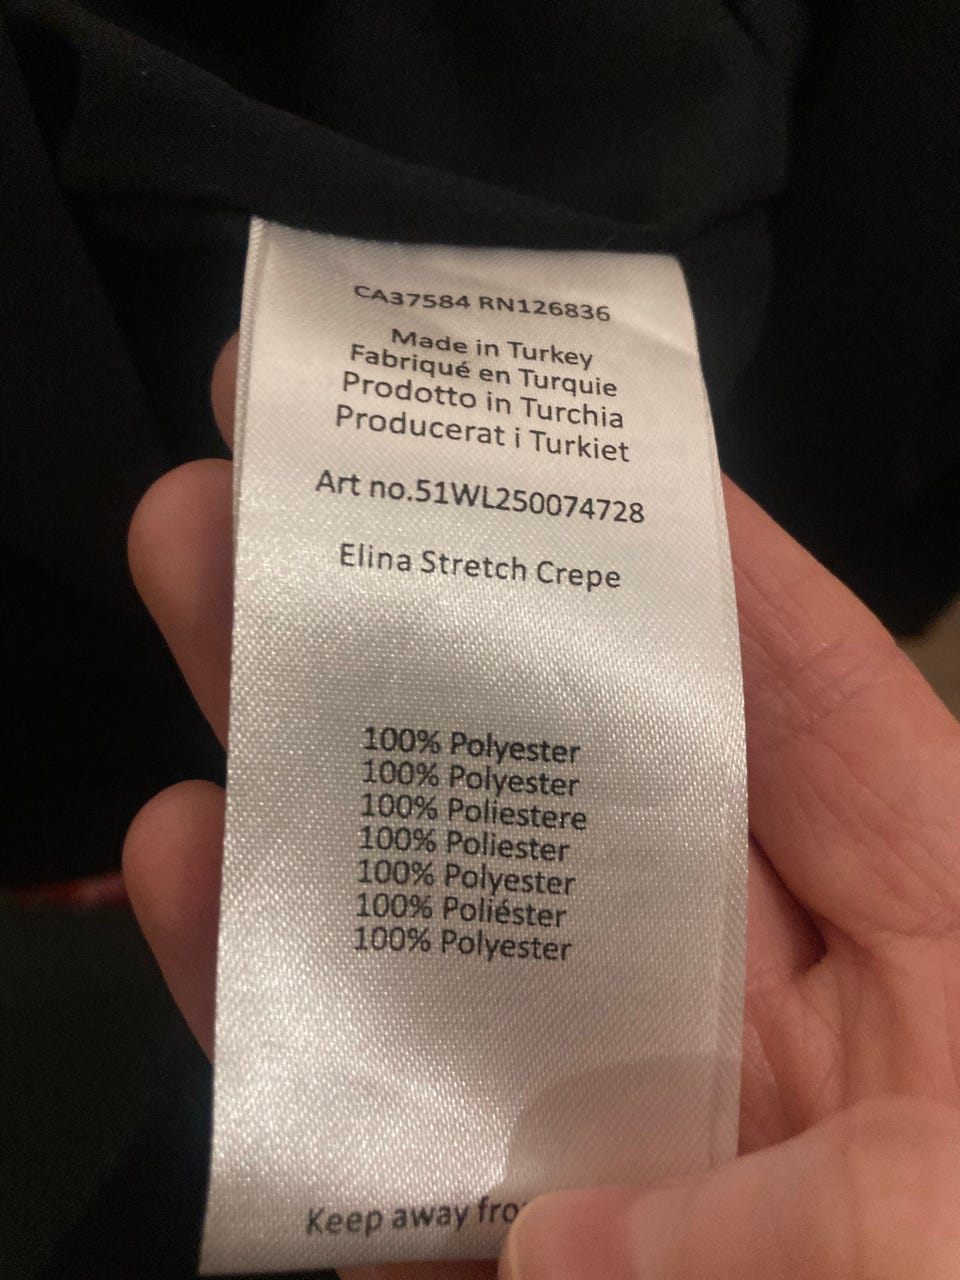 CA37584 RN126836
Made in Turkey
Fabriqué en Turquie
Prodotto in Turchia
Producerat i Turkiet
Art no.51WL250074728
Elina Stretch Crepe
100% Polyester
100% Polyester
100% Poliestere
100% Poliester
100% Polyester
100% Poliéster
100% Polyester
Keep away